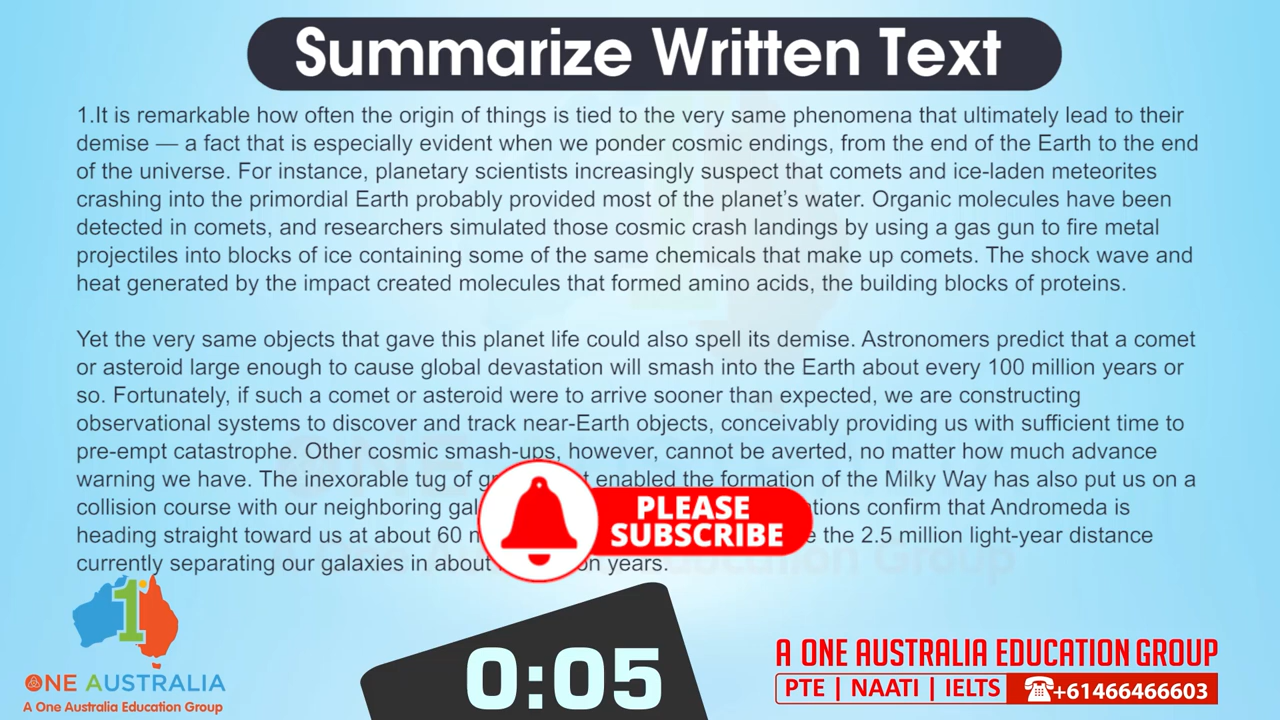 Summarize Written Text
1.It is remarkable how often the origin of things is tied to the very same phenomena that ultimately lead to their
demise — a fact that is especially evident when we ponder cosmic endings, from the end of the Earth to the end
of the universe. For instance, planetary scientists increasingly suspect that comets and ice-laden meteorites
crashing into the primordial Earth probably provided most of the planet's water. Organic molecules have been
detected in comets, and researchers simulated those cosmic crash landings by using a gas gun to fire metal
projectiles into blocks of ice containing some of the same chemicals that make up comets. The shock wave and
heat generated by the impact created molecules that formed amino acids, the building blocks of proteins.
Yet the very same objects that gave this planet life could also spell its demise. Astronomers predict that a comet
or asteroid large enough to cause global devastation will smash into the Earth about every 100 million years or
so. Fortunately, if such a comet or asteroid were to arrive sooner than expected, we are constructing
observational systems to discover and track near-Earth objects, conceivably providing us with sufficient time to
pre-empt catastrophe. Other cosmic smash-ups, however, cannot be averted, no matter how much advance
warning we have. The inexorable tug of enabled the formation of the Milky Way has also put us on a
collision course with our neighboring confirm that Andromeda is
heading straight toward us at about 60 the 2.5 million light-year distance
currently separating our galaxies in about years.
PLEASE
SUBSCRIBE
1
ONE AUSTRALIA
A One Australia Education Group
0:05
A ONE AUSTRALIA EDUCATION GROUP
PTE | NAATI | IELTS +61466466603